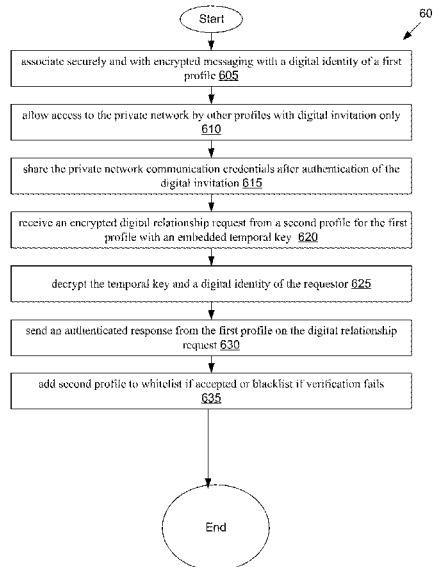 Start
60
associate securely and with encrypted messaging with a digital identity of a first
profile 605
allow access to the private network by other profiles with digital invitation only
610
share the private network communication credentials after authentication of the
digital invitation 615
receive an encrypted digital relationship request from a second profile for the first
profile with an embedded temporal key 620
decrypt the temporal key and a digital identity of the requestor 625
send an authenticated response from the first profile on the digital relationship
request 630
add second profile to whitelist if accepted or blacklist if verification fails
635
End